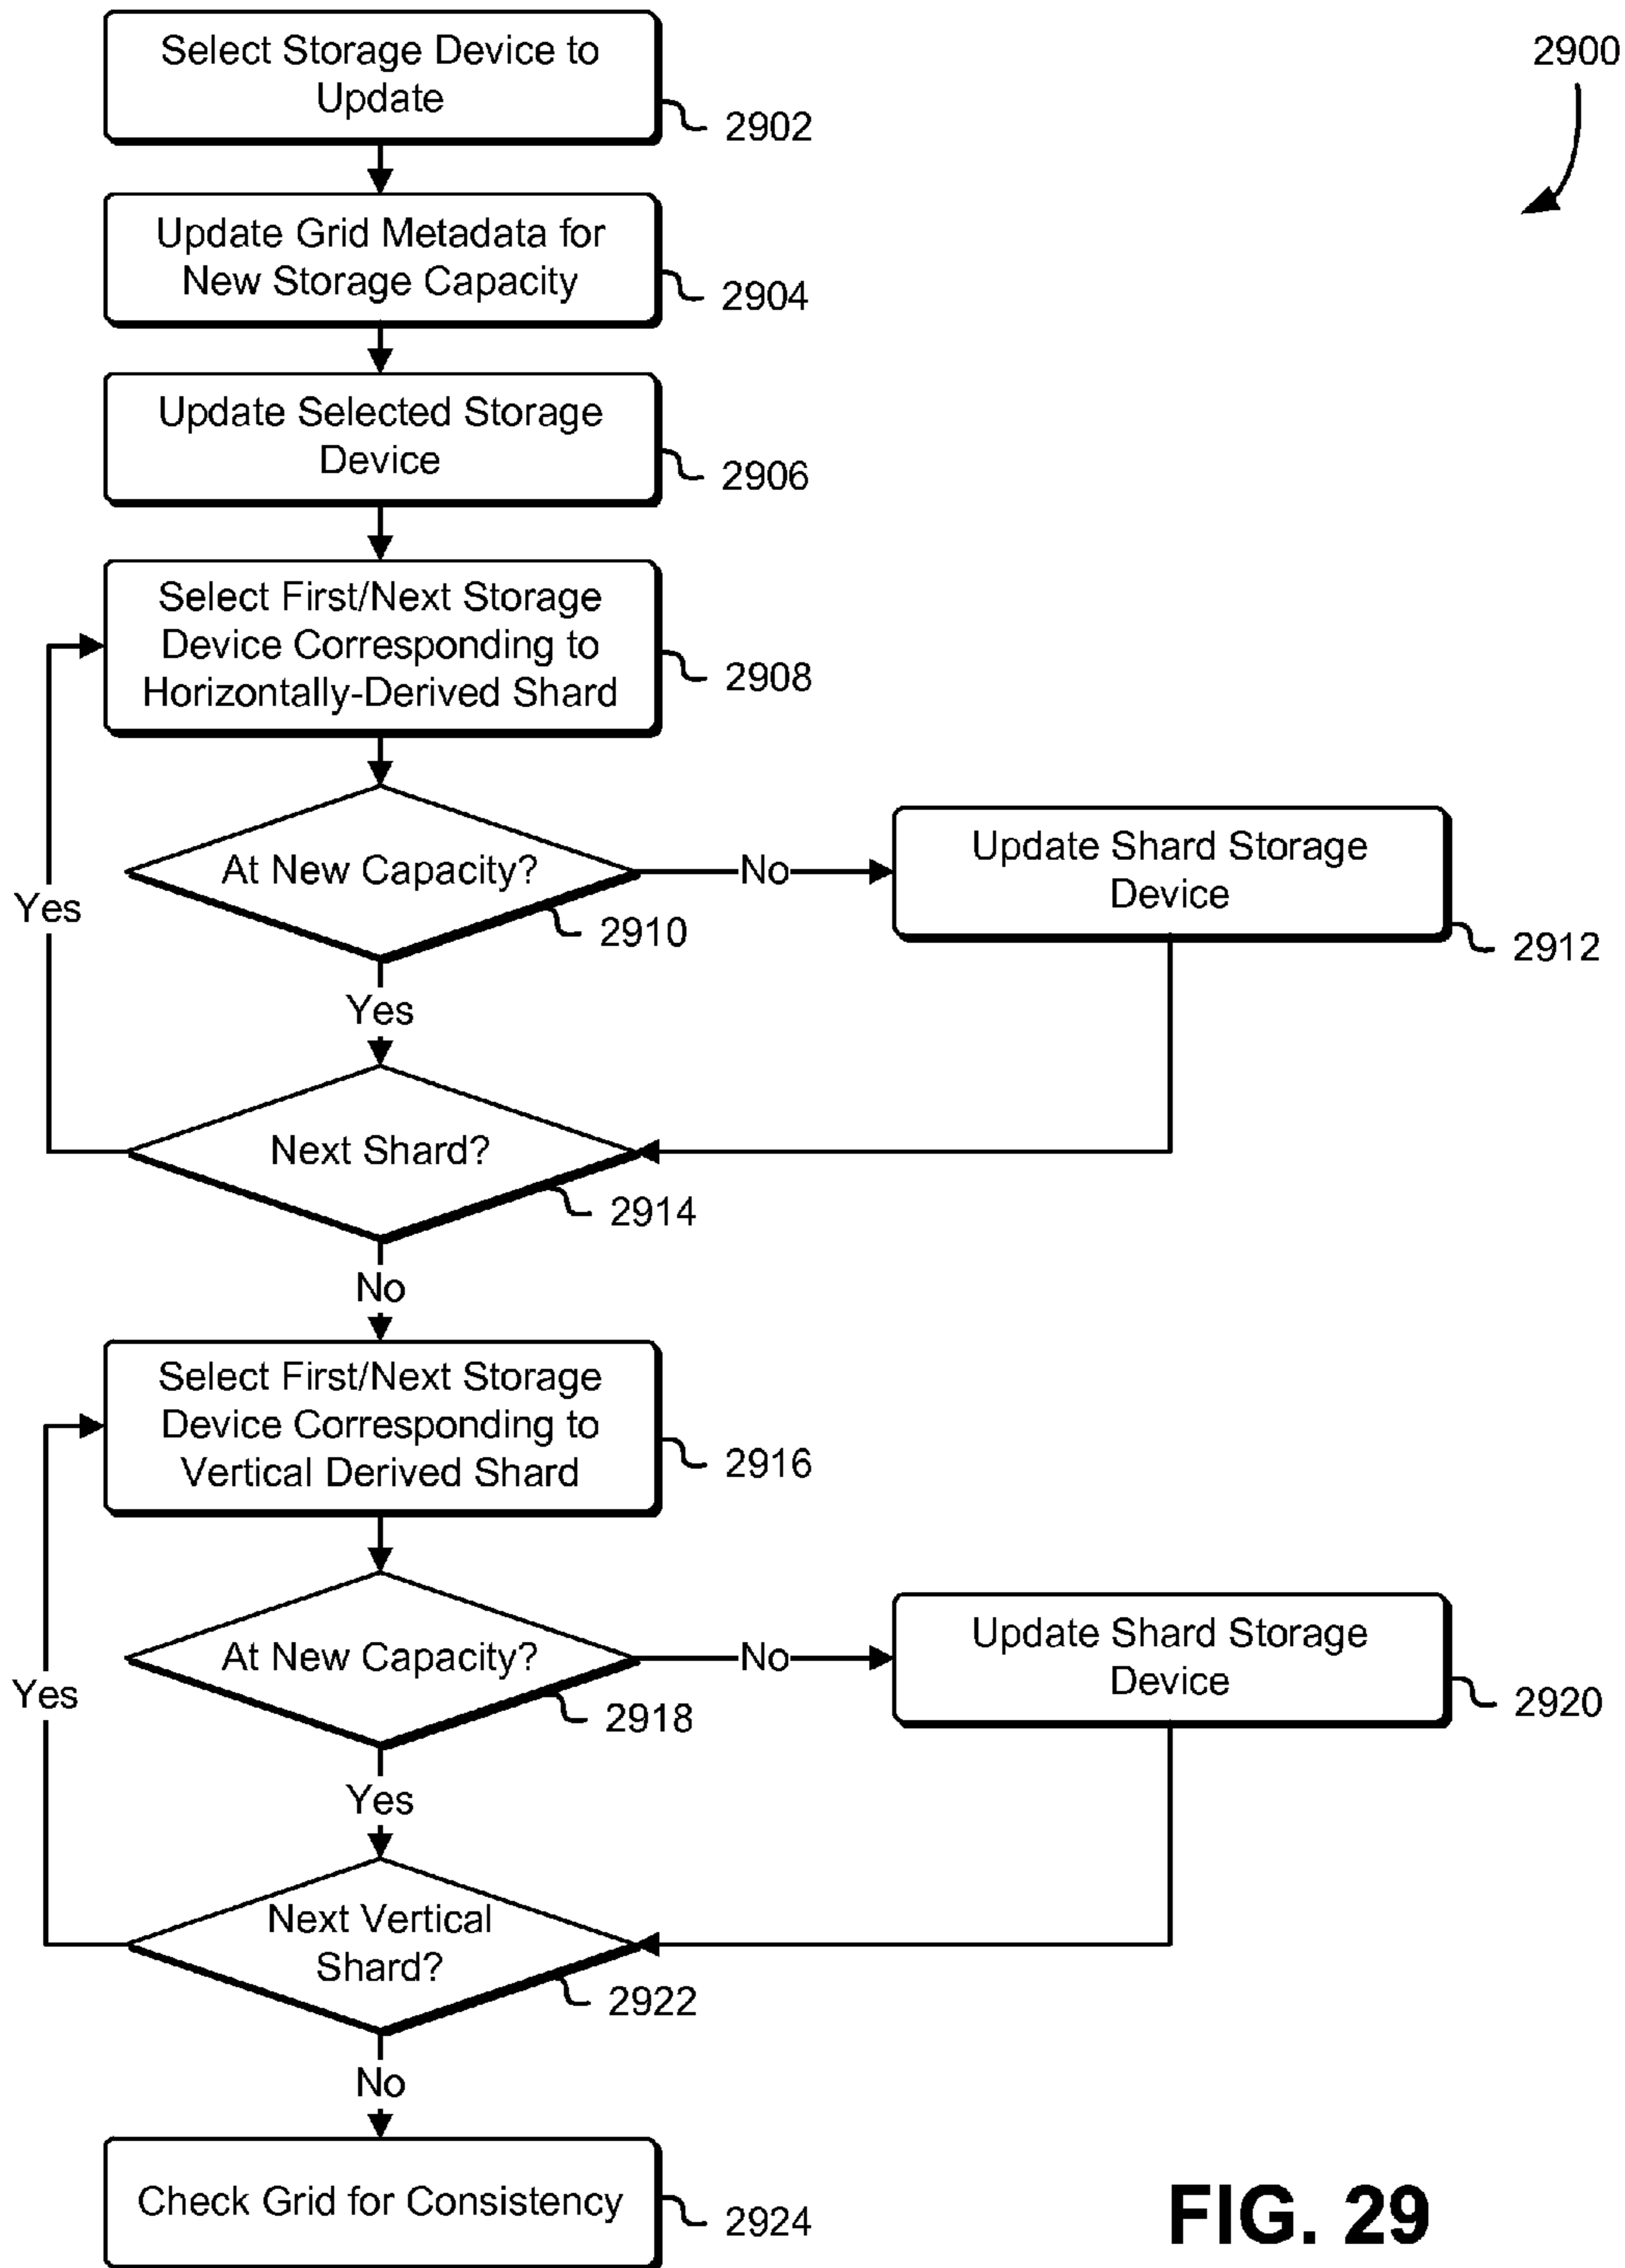 2900
Select Storage Device to
Update
2902
Update Grid Metadata for
New Storage Capacity
2904
Update Selected Storage
Device
2906
Select First/Next Storage
Device Corresponding to
Horizontally-Derived Shard
2908
At New Capacity?
No
2910
Update Shard Storage
Device
2912
Yes
Yes
Next Shard?
2914
No
Select First/Next Storage
Device Corresponding to
Vertical Derived Shard
2916
At New Capacity?
No
2918
Update Shard Storage
Device
2920
Yes
Yes
Next Vertical
Shard?
2922
No
Check Grid for Consistency
2924
FIG. 29